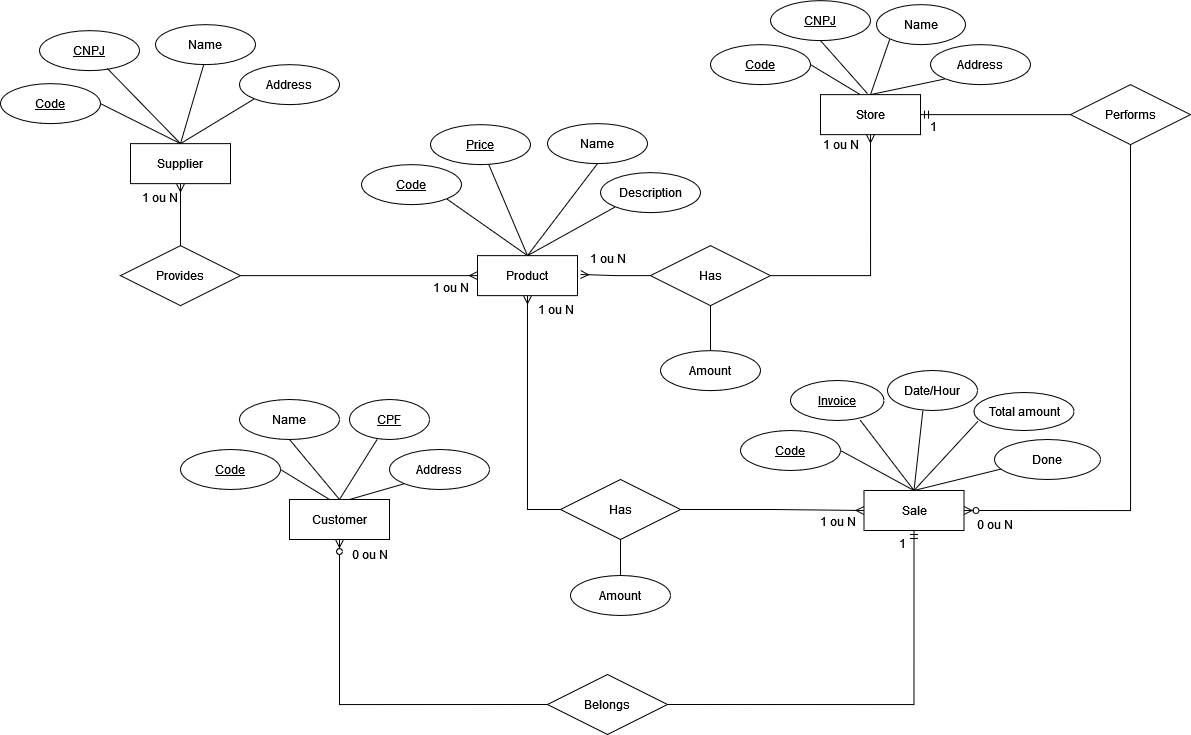 CNPJ
Name
Address
Code
Supplier
1 ou N
Provides
1 ou N
Price
Name
Code
Description
Product
1 ou N
1 ou N
Has
Amount
CNPJ
Name
Code
Address
Store
1
1 ou N
Performs
Name
CPF
Code
Address
Customer
0 ou N
Has
Amount
Invoice
Date/Hour
Total amount
Code
Done
Sale
1 ou N
0 ou N
1
Belongs